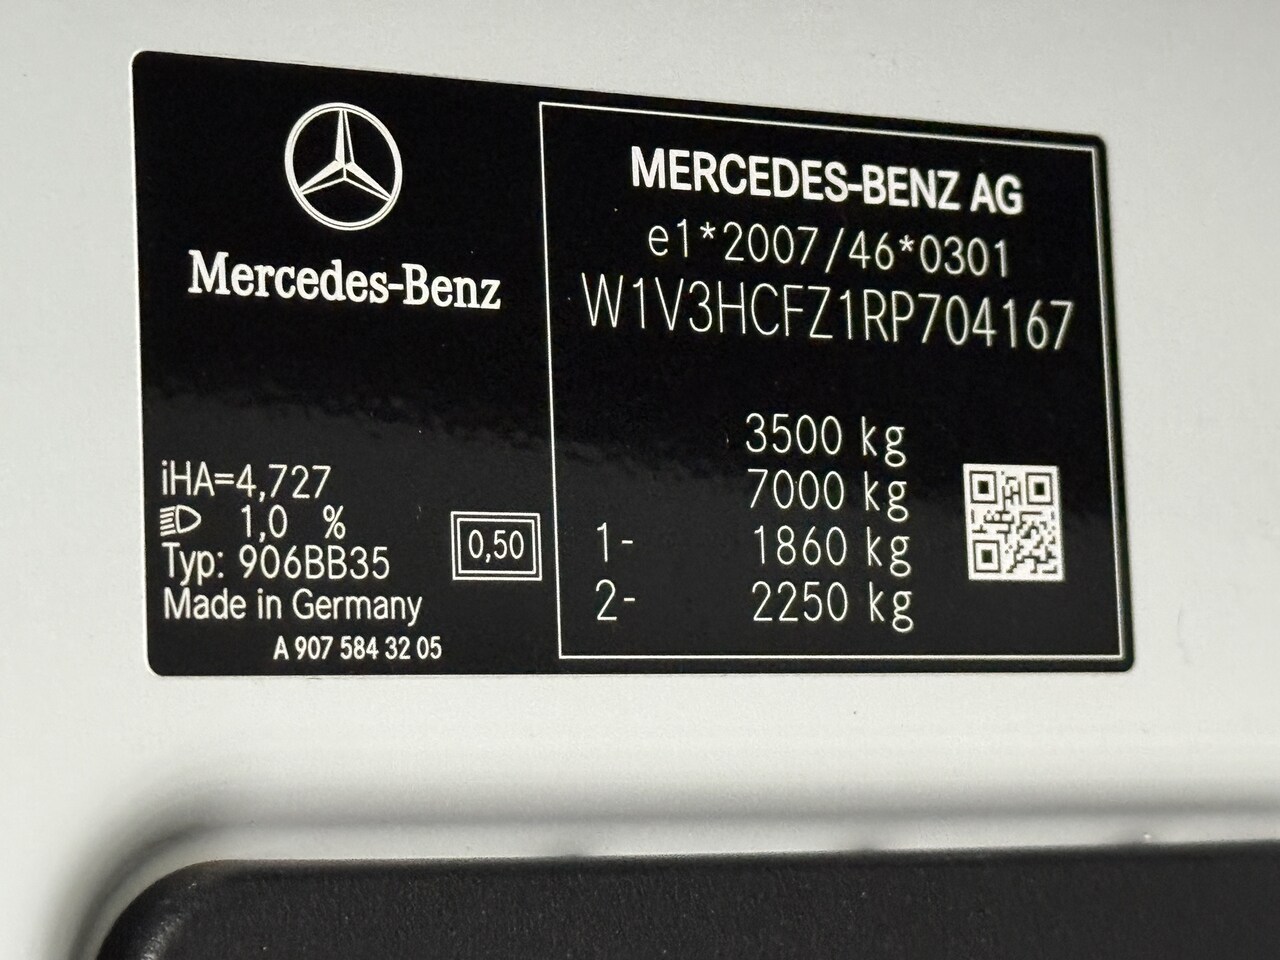 Mercedes-Benz
iHA=4,727
1,0 %
Typ: 906BB35
Made in Germany
A 907 584 32 05
0,50
MERCEDES-BENZ AG
e1*2007/46*0301
W1V3HCFZ1RP704167
3500 kg
7000 kg
1- 1860 kg
2- 2250 kg